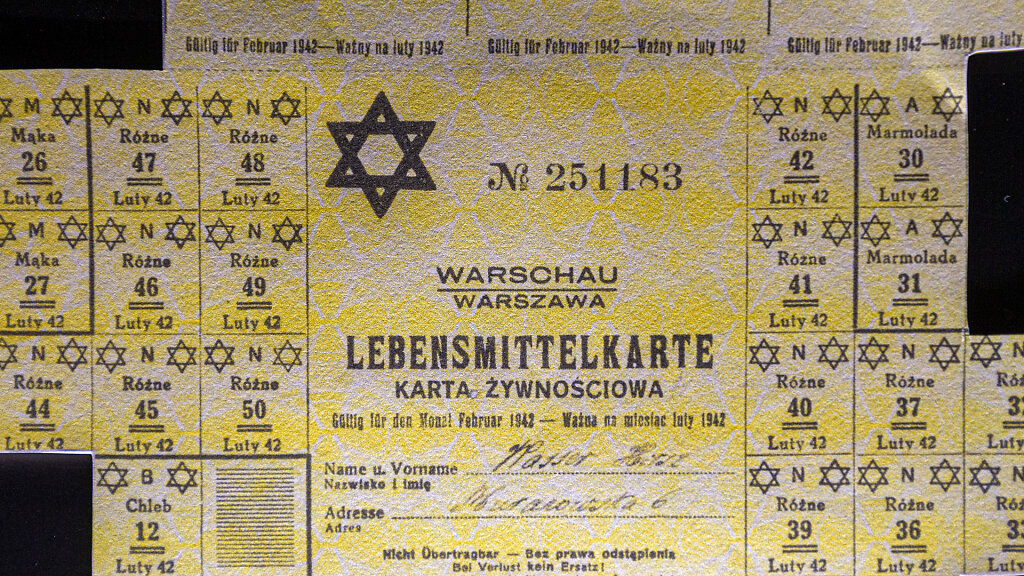 Gültig für Februar 1942—Ważny na luty 1942
Gültig für Februar 1942—Ważny na luty 1942
Gültig für Februar 1942—Ważny na luty 1942
M
Mąka
26
Luty 42
N
Różne
47
Luty 42
N
Różne
48
Luty 42
M
Mąka
27
Luty 42
N
Różne
46
Luty 42
N
Różne
49
Luty 42
N
Różne
44
Luty 42
N
Różne
45
Luty 42
N
Różne
50
Luty 42
B
Chleb
12
Luty 42
№ 251183
WARSCHAU
WARSZAWA
LEBENSMITTELKARTE
KARTA ŻYWNOŚCIOWA
Gültig für den Monat Februar 1942 — Ważna na miesiąc luty 1942
Name u. Vorname
Nazwisko i imię
Adresse
Adres
Nicht Übertragbar — Bez prawa odstąpienia
Bei Verlust kein Ersatz!
N
Różne
42
Luty 42
A
Marmolada
30
Luty 42
N
Różne
41
Luty 42
A
Marmolada
31
Luty 42
N
Różne
40
Luty 42
N
Różne
37
Luty 42
N
Luty
N
Różne
39
Luty 42
N
Różne
36
Luty 42
N
Luty